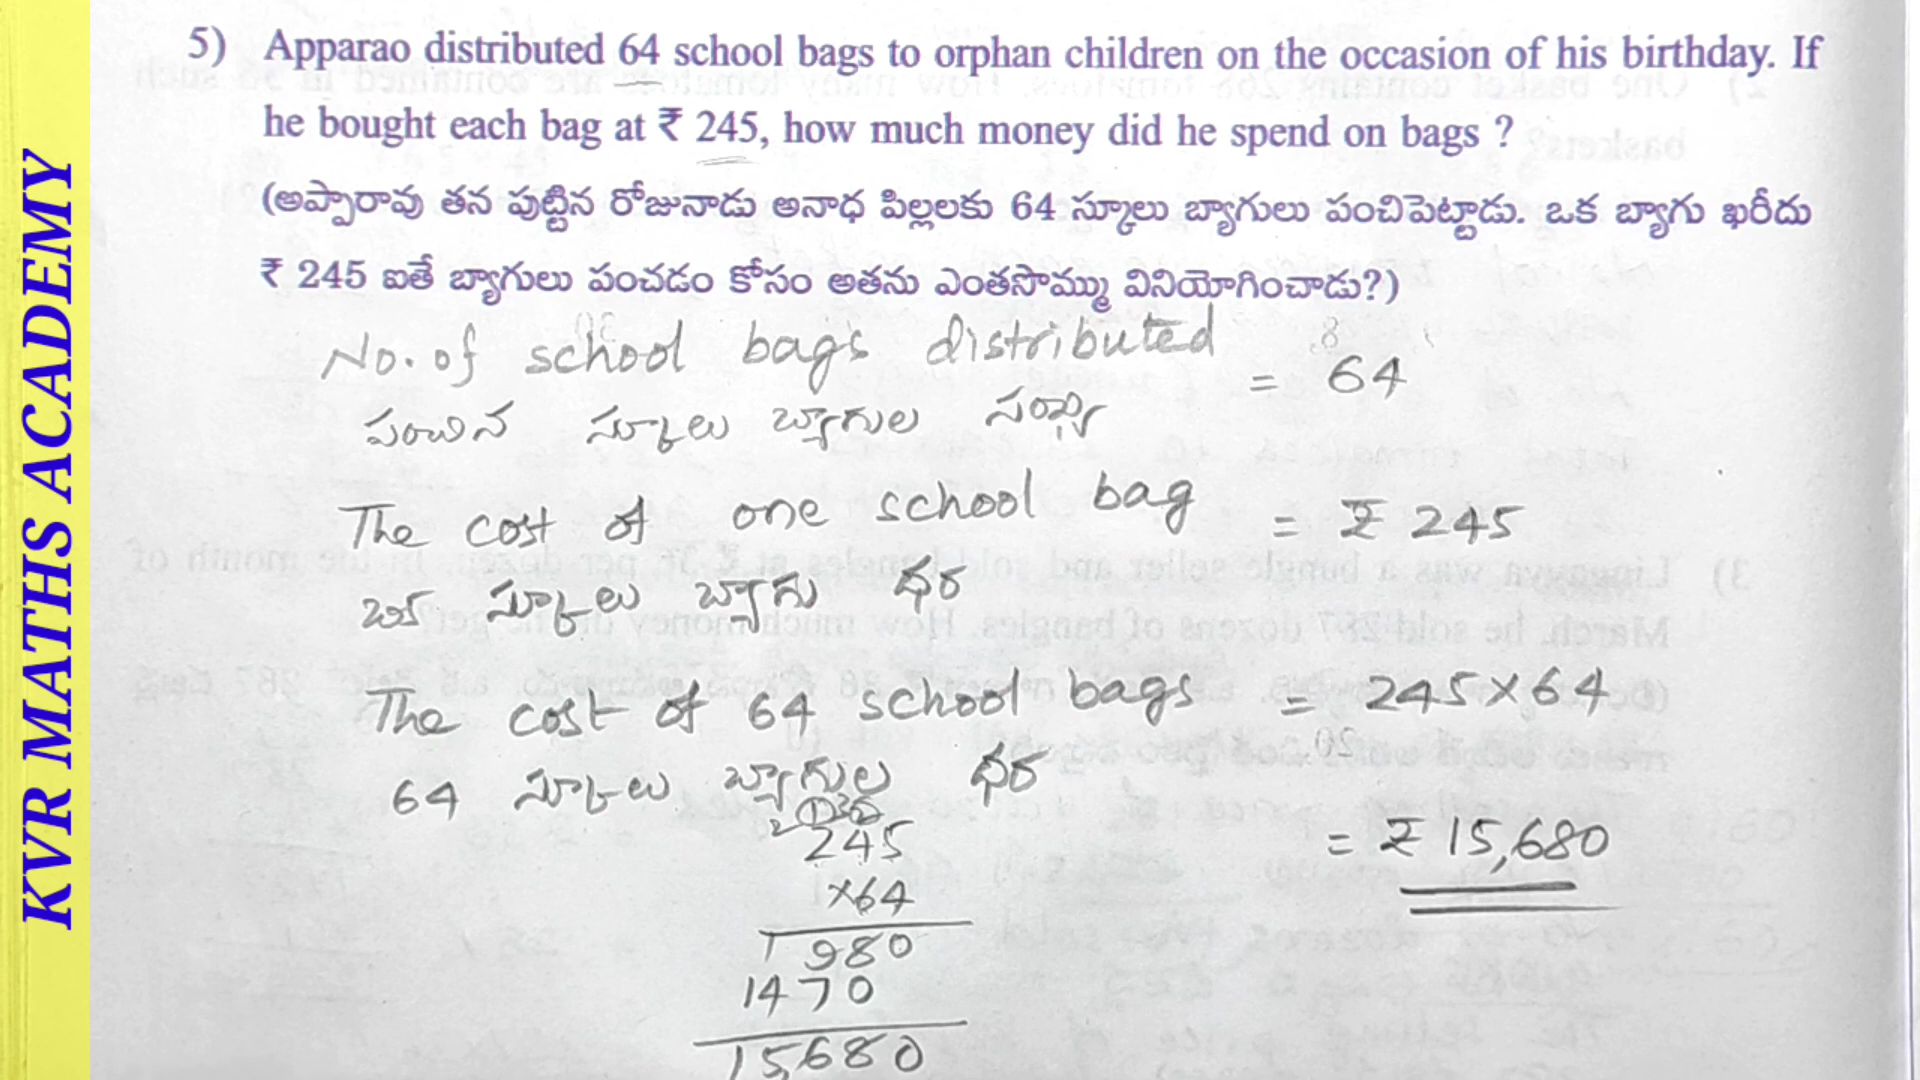 KVR MATHS ACADEMY
5) Apparao distributed 64 school bags to orphan children on the occasion of his birthday. If
he bought each bag at ₹ 245, how much money did he spend on bags ?
(అప్పారావు తన పుట్టిన రోజునాడు అనాధ పిల్లలకు 64 స్కూలు బ్యాగులు పంచిపెట్టాడు. ఒక బ్యాగు ఖరీదు
₹ 245 ఐతే బ్యాగులు పంచడం కోసం అతను ఎంతసొమ్ము వినియోగించాడు?)
No. of school bags distributed = 64
పంచిన స్కూలు బ్యాగుల సంఖ్య
The cost of one school bag = ₹ 245
ఒక స్కూలు బ్యాగు ధర
The cost of 64 school bags = 245×64
64 స్కూలు బ్యాగుల ధర
= ₹ 15,680
245
×64
980
1470
15,680